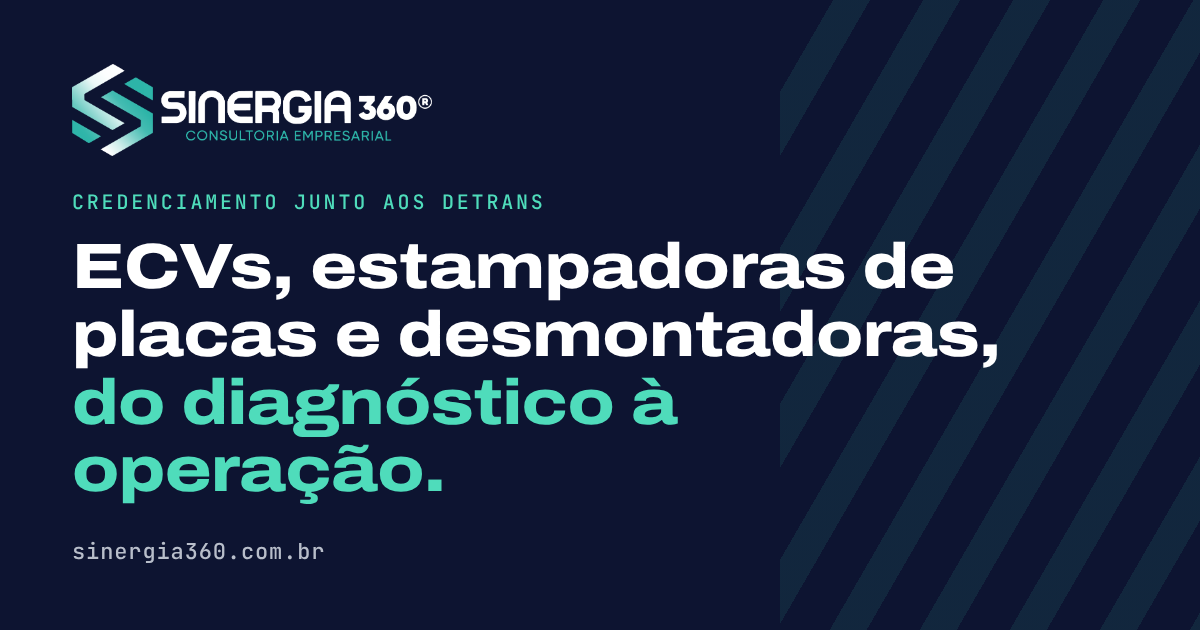 SINERGIA 360®
CONSULTORIA EMPRESARIAL
CREDENCIAMENTO JUNTO AOS DETRANS
ECVs, estampadoras de
placas e desmontadoras,
do diagnóstico à
operação.
sinergia360.com.br